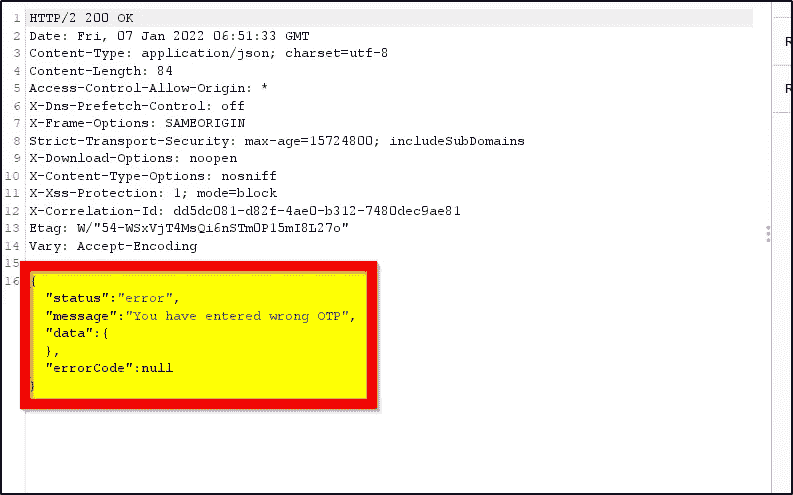 1 HTTP/2 200 OK
2 Date: Fri, 07 Jan 2022 06:51:33 GMT
3 Content-Type: application/json; charset=utf-8
4 Content-Length: 84
5 Access-Control-Allow-Origin: *
6 X-Dns-Prefetch-Control: off
7 X-Frame-Options: SAMEORIGIN
8 Strict-Transport-Security: max-age=15724800; includeSubDomains
9 X-Download-Options: noopen
10 X-Content-Type-Options: nosniff
11 X-Xss-Protection: 1; mode=block
12 X-Correlation-Id: dd5dc081-d82f-4ae0-b312-7480dec9ae81
13 Etag: W/"54-WSxVjT4MsQi6nSTm0P15mI8L27o"
14 Vary: Accept-Encoding
15
16 {
"status":"error",
"message":"You have entered wrong OTP",
"data":{
},
"errorCode":null
}
R
R